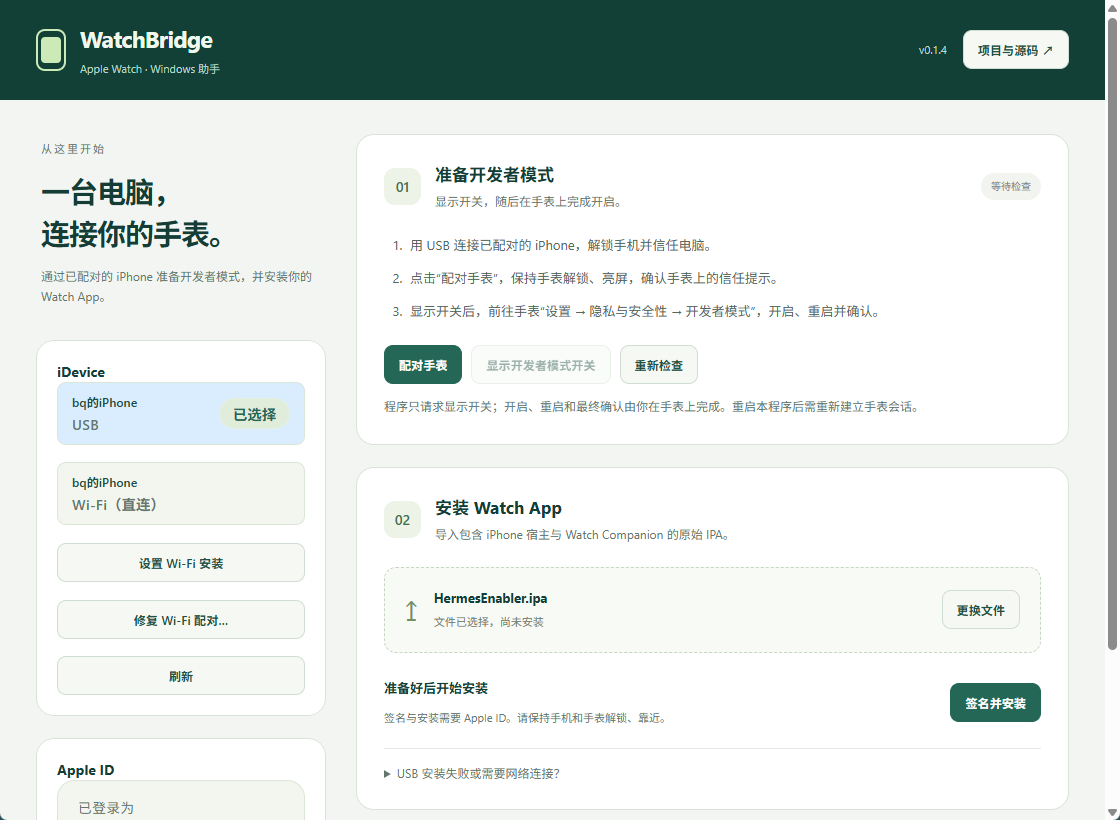 WatchBridge
Apple Watch · Windows 助手
v0.1.4
项目与源码 ↗
从这里开始
一台电脑，
连接你的手表。
通过已配对的 iPhone 准备开发者模式，并安装你的
Watch App。
iDevice
bq的iPhone
USB
已选择
bq的iPhone
Wi-Fi（直连）
设置 Wi-Fi 安装
修复 Wi-Fi 配对...
刷新
Apple ID
已登录为
01
准备开发者模式
显示开关，随后在手表上完成开启。
等待检查
1. 用 USB 连接已配对的 iPhone，解锁手机并信任电脑。
2. 点击“配对手表”，保持手表解锁、亮屏，确认手表上的信任提示。
3. 显示开关后，前往手表“设置 → 隐私与安全性 → 开发者模式”，开启、重启并确认。
配对手表
显示开发者模式开关
重新检查
程序只请求显示开关；开启、重启和最终确认由你在手表上完成。重启本程序后需重新建立手表会话。
02
安装 Watch App
导入包含 iPhone 宿主与 Watch Companion 的原始 IPA。
HermesEnabler.ipa
文件已选择，尚未安装
更换文件
准备好后开始安装
签名与安装需要 Apple ID。请保持手机和手表解锁、靠近。
签名并安装
USB 安装失败或需要网络连接？